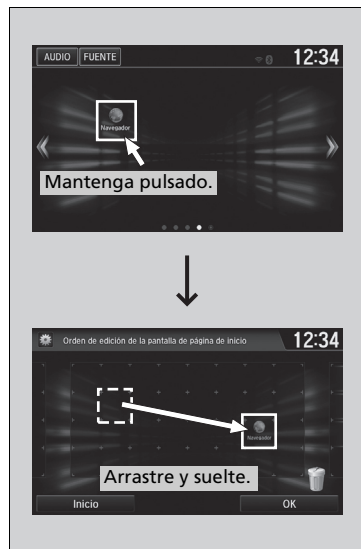 AUDIO FUENTE 12:34
Navegador
Mantenga pulsado.
Orden de edición de la pantalla de página de inicio 12:34
Navegador
Arrastre y suelte.
Inicio OK